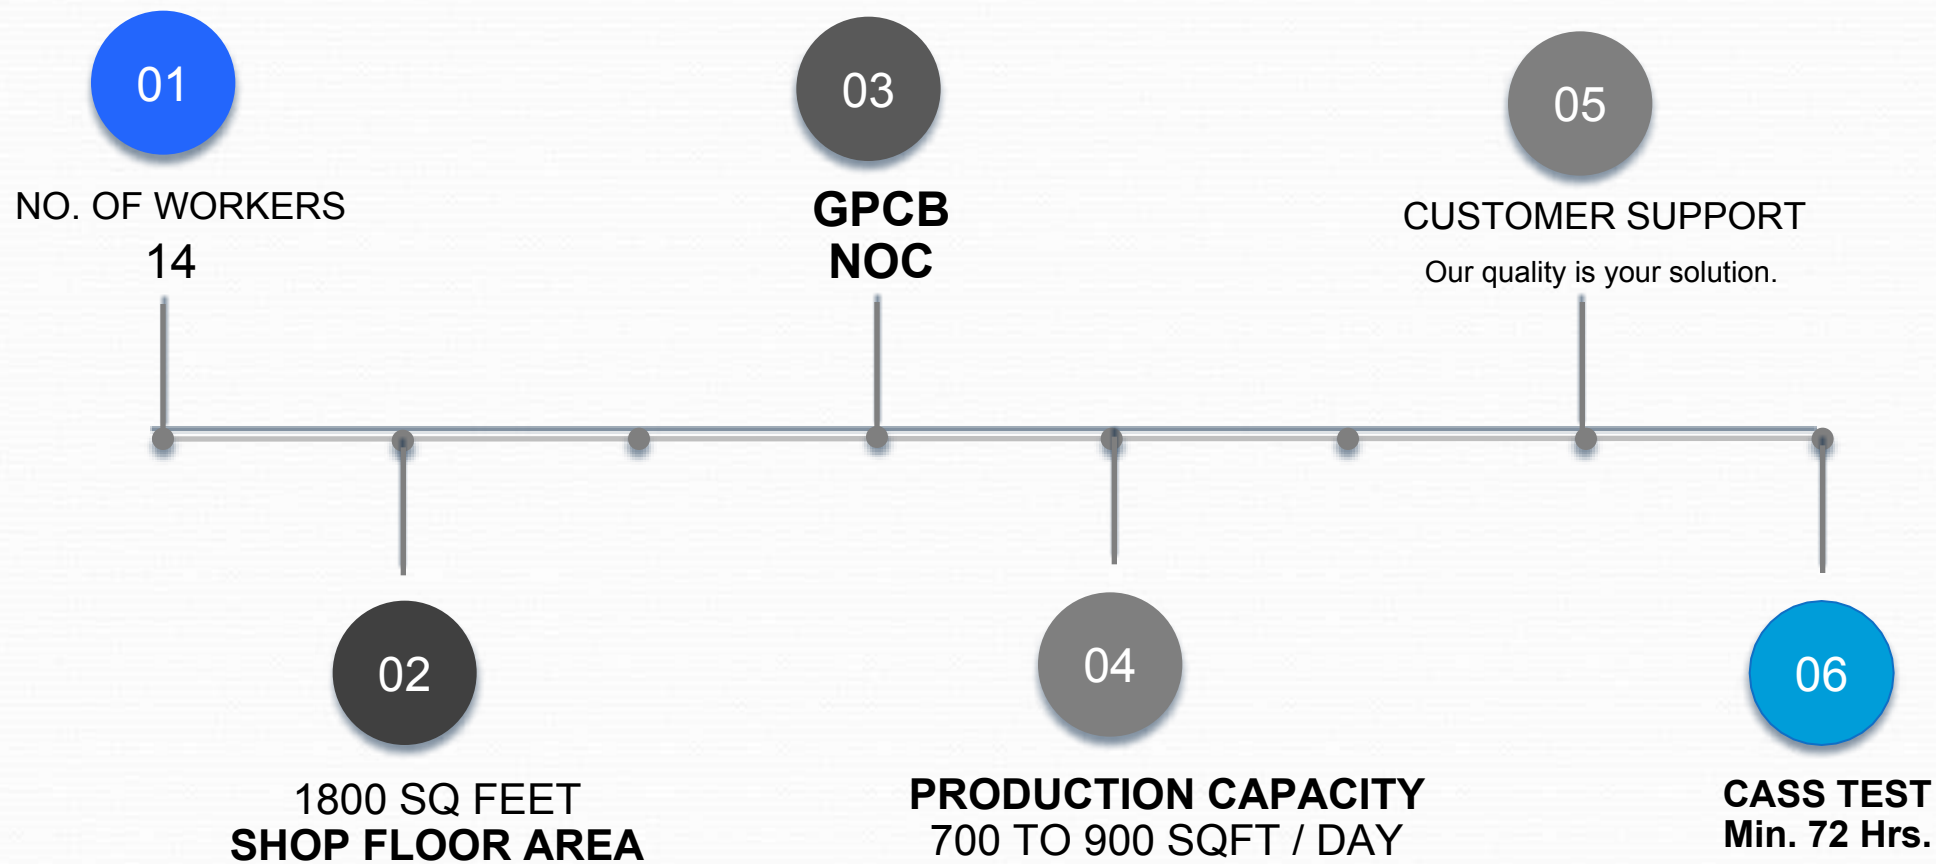 01
NO. OF WORKERS
14
02
1800 SQ FEET
SHOP FLOOR AREA
03
GPCB
NOC
04
PRODUCTION CAPACITY
700 TO 900 SQFT / DAY
05
CUSTOMER SUPPORT
Our quality is your solution.
06
CASS TEST
Min. 72 Hrs.